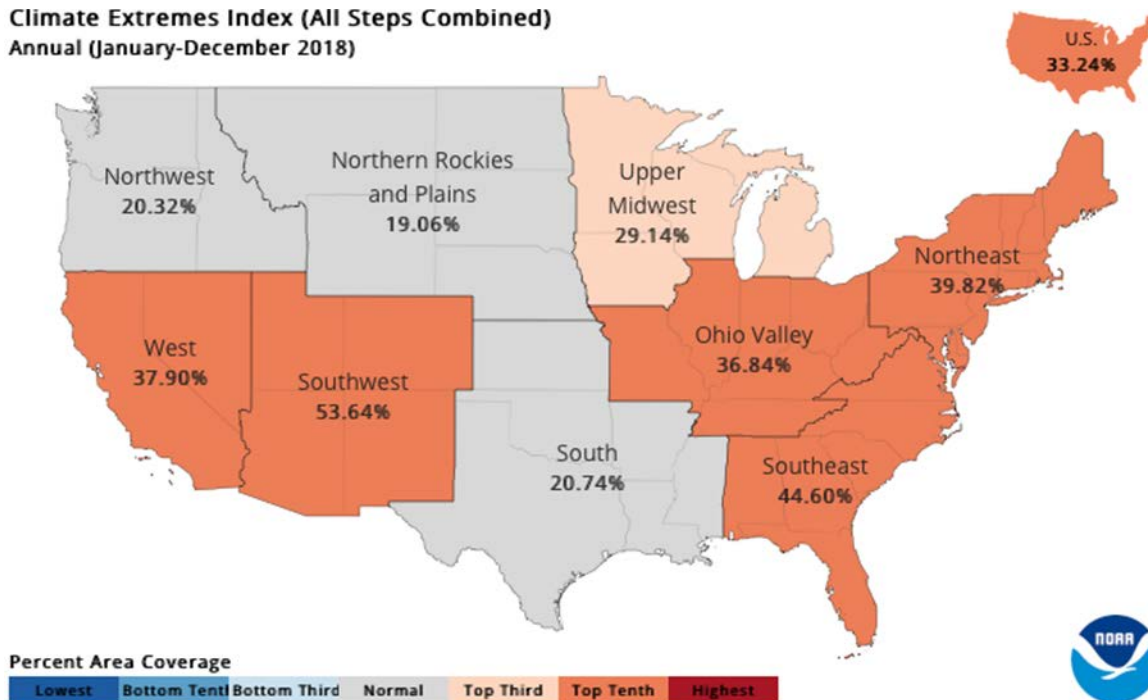 Climate Extremes Index (All Steps Combined)
Annual (January-December 2018)
U.S.
33.24%
Northwest
20.32%
Northern Rockies
and Plains
19.06%
Upper
Midwest
29.14%
Northeast
39.82%
West
37.90%
Southwest
53.64%
Ohio Valley
36.84%
South
20.74%
Southeast
44.60%
NOAA
Percent Area Coverage
Lowest Bottom Tenth Bottom Third Normal Top Third Top Tenth Highest